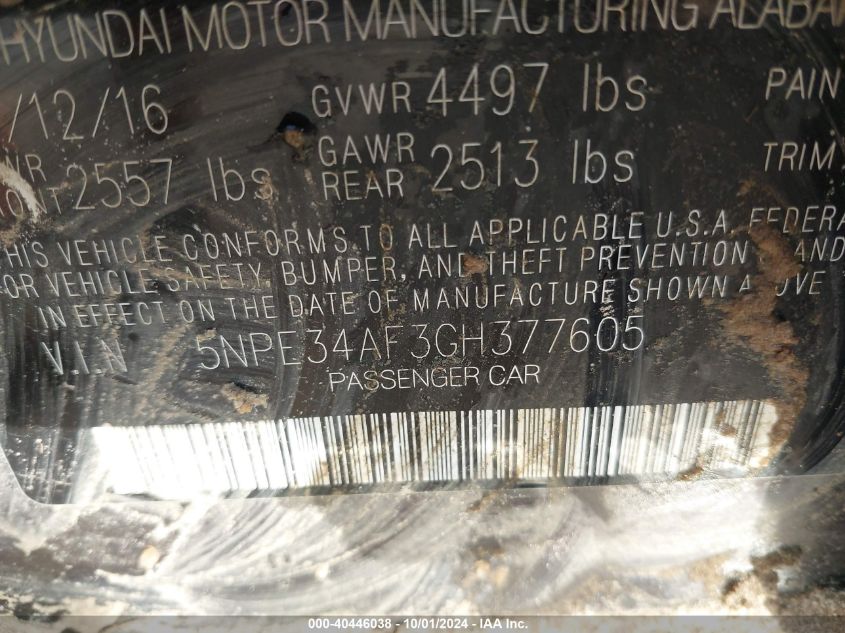 HYUNDAI MOTOR MANUFACTURING ALABA
/12/16 GVWR 4497 lbs PAIN
WR 2557 lbs GAWR REAR 2513 lbs TRIM:
HIS VEHICLE CONFORMS TO ALL APPLICABLE U.S.A. FEDERA
OR VEHICLE SAFETY, BUMPER, AND THEFT PREVENTION AND
IN EFFECT ON THE DATE OF MANUFACTURE SHOWN A OVE
V.I.N 5NPE34AF3GH377605
PASSENGER CAR
000-40446038 - 10/01/2024 - IAA Inc.